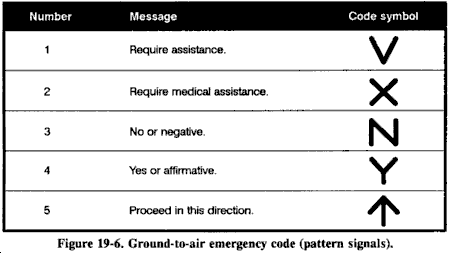 Number Message Code symbol
1 Require assistance. V
2 Require medical assistance. X
3 No or negative. N
4 Yes or affirmative. Y
5 Proceed in this direction. ↑
Figure 19-6. Ground-to-air emergency code (pattern signals).